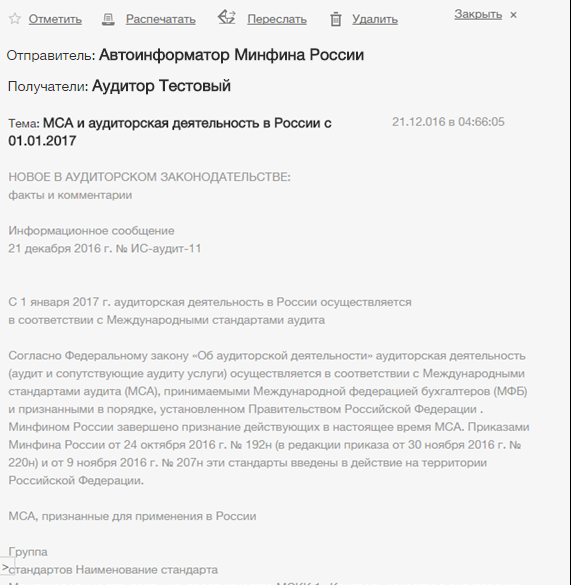 Отметить Распечатать Переслать Удалить Закрыть ×
Отправитель: Автоинформатор Минфина России
Получатели: Аудитор Тестовый
Тема: МСА и аудиторская деятельность в России с 21.12.016 в 04:66:05
01.01.2017
НОВОЕ В АУДИТОРСКОМ ЗАКОНОДАТЕЛЬСТВЕ:
факты и комментарии
Информационное сообщение
21 декабря 2016 г. № ИС-аудит-11
С 1 января 2017 г. аудиторская деятельность в России осуществляется
в соответствии с Международными стандартами аудита
Согласно Федеральному закону «Об аудиторской деятельности» аудиторская деятельность
(аудит и сопутствующие аудиту услуги) осуществляется в соответствии с Международными
стандартами аудита (МСА), принимаемыми Международной федерацией бухгалтеров (МФБ)
и признанными в порядке, установленном Правительством Российской Федерации .
Минфином России завершено признание действующих в настоящее время МСА. Приказами
Минфина России от 24 октября 2016 г. № 192н (в редакции приказа от 30 ноября 2016 г. №
220н) и от 9 ноября 2016 г. № 207н эти стандарты введены в действие на территории
Российской Федерации.
МСА, признанные для применения в России
Группа
> стандартов Наименование стандарта